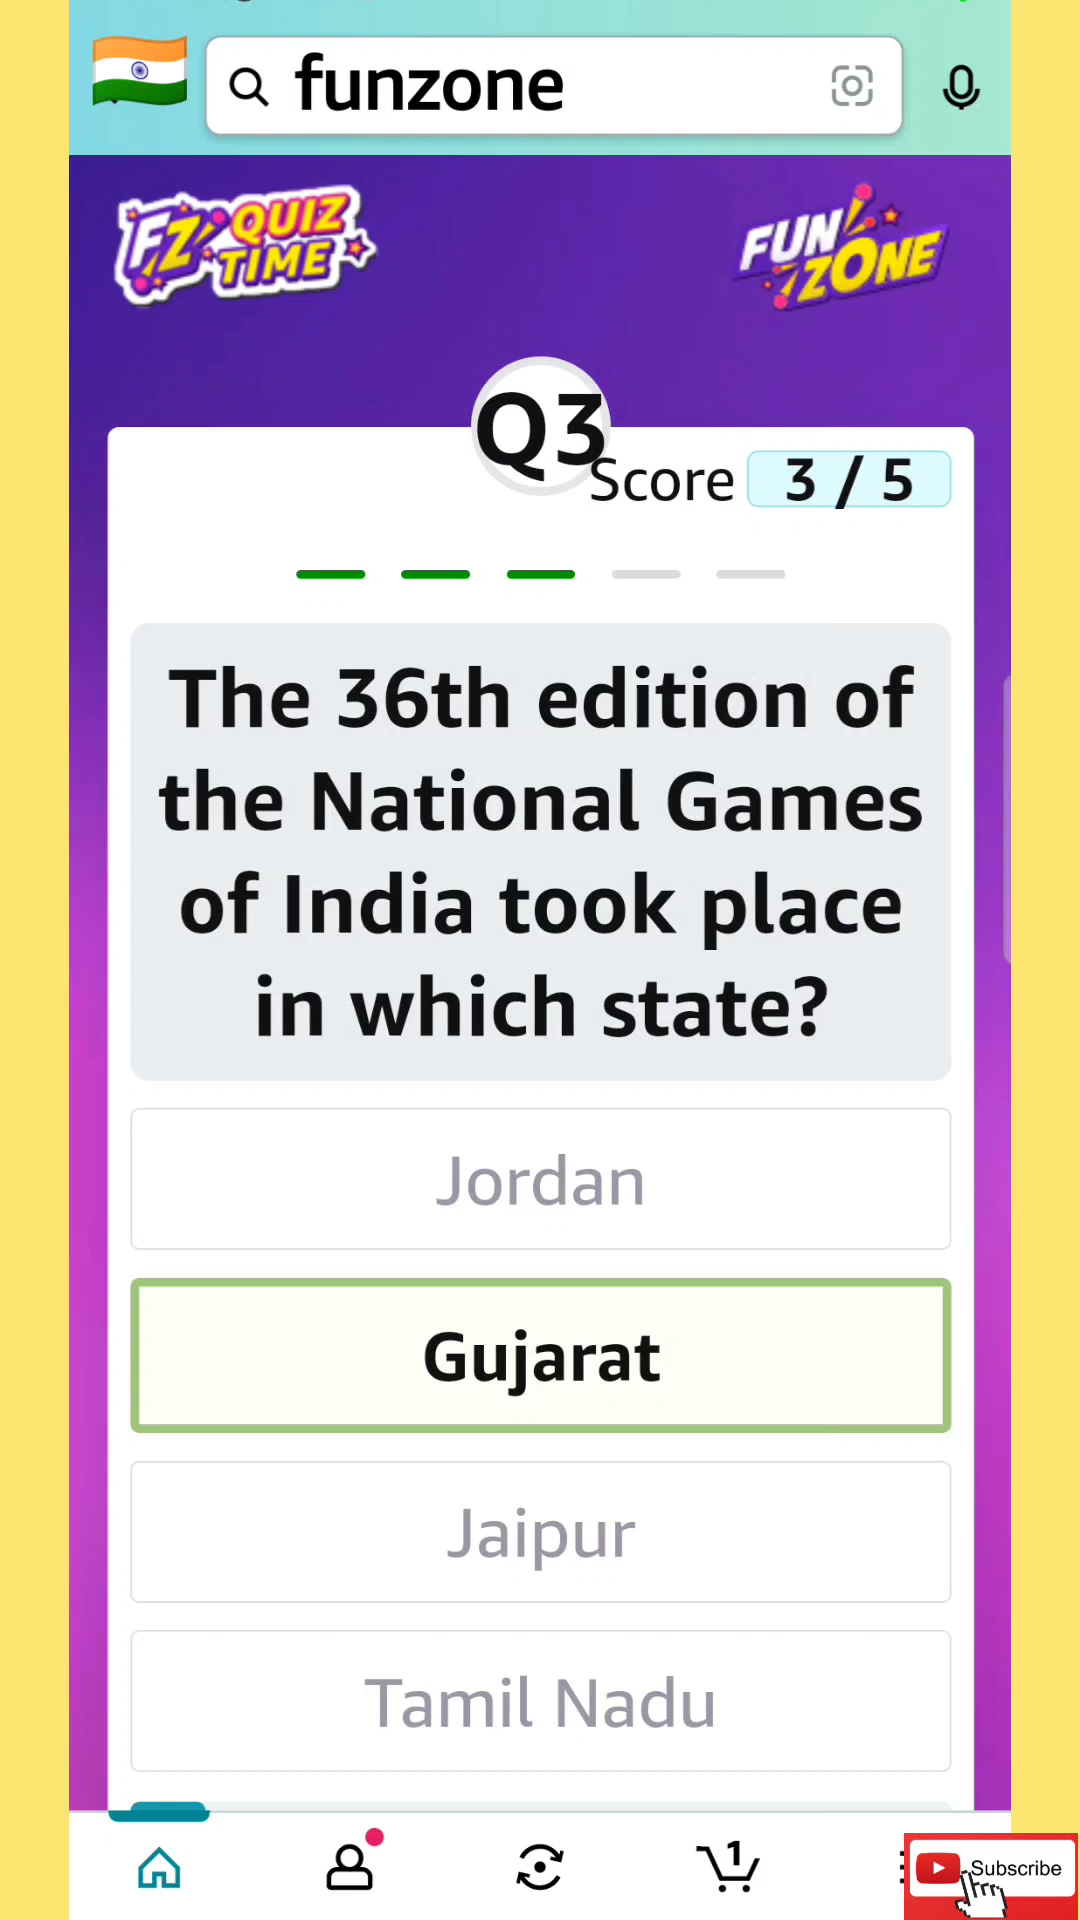 funzone
FZ QUIZ
TIME
FUN
ZONE
Q3
Score 3 / 5
The 36th edition of
the National Games
of India took place
in which state?
Jordan
Gujarat
Jaipur
Tamil Nadu
1
Subscribe